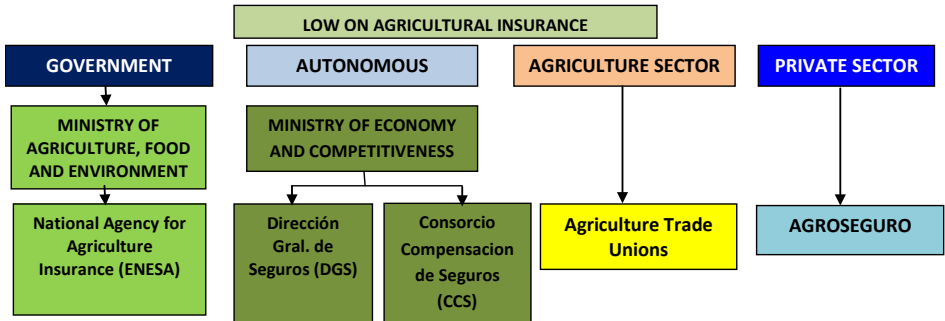 LOW ON AGRICULTURAL INSURANCE
GOVERNMENT
AUTONOMOUS
AGRICULTURE SECTOR
PRIVATE SECTOR
MINISTRY OF
AGRICULTURE, FOOD
AND ENVIRONMENT
MINISTRY OF ECONOMY
AND COMPETITIVENESS
National Agency for
Agriculture
Insurance (ENESA)
Dirección
Gral. de
Seguros (DGS)
Consorcio
Compensacion
de Seguros
(CCS)
Agriculture Trade
Unions
AGROSEGURO